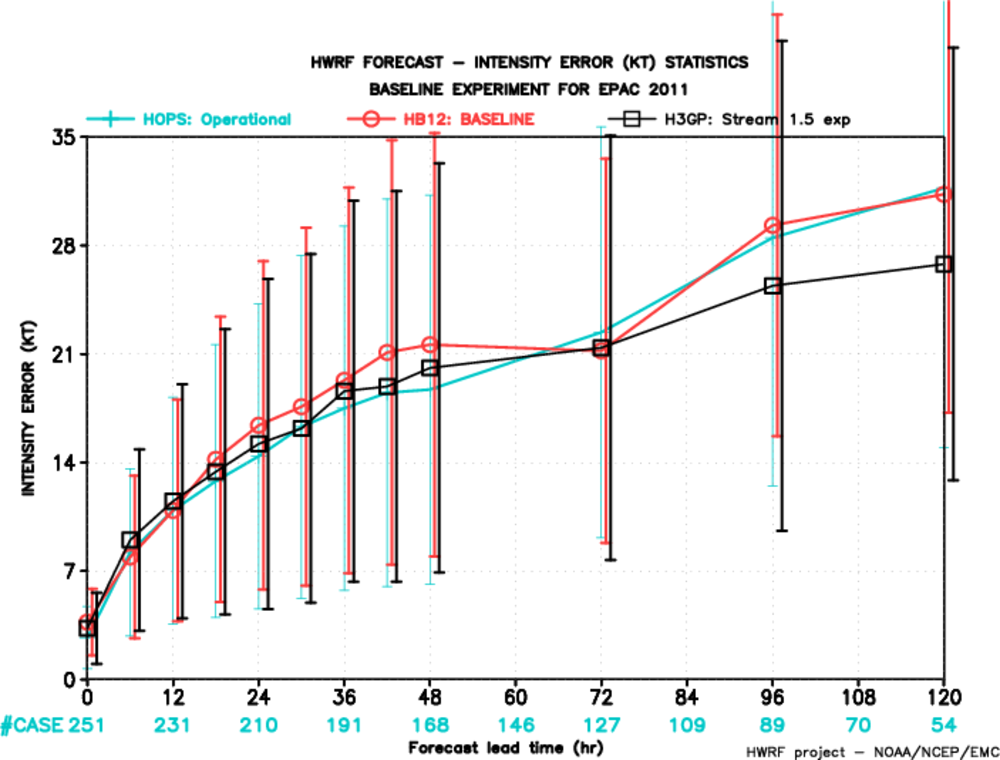 HWRF FORECAST – INTENSITY ERROR (KT) STATISTICS
BASELINE EXPERIMENT FOR EPAC 2011
HOPS: Operational HB12: BASELINE H3GP: Stream 1.5 exp
35
28
21
14
7
0
INTENSITY ERROR (KT)
0 12 24 36 48 60 72 84 96 108 120
#CASE 251 231 210 191 168 146 127 109 89 70 54
Forecast lead time (hr)
HWRF project – NOAA/NCEP/EMC